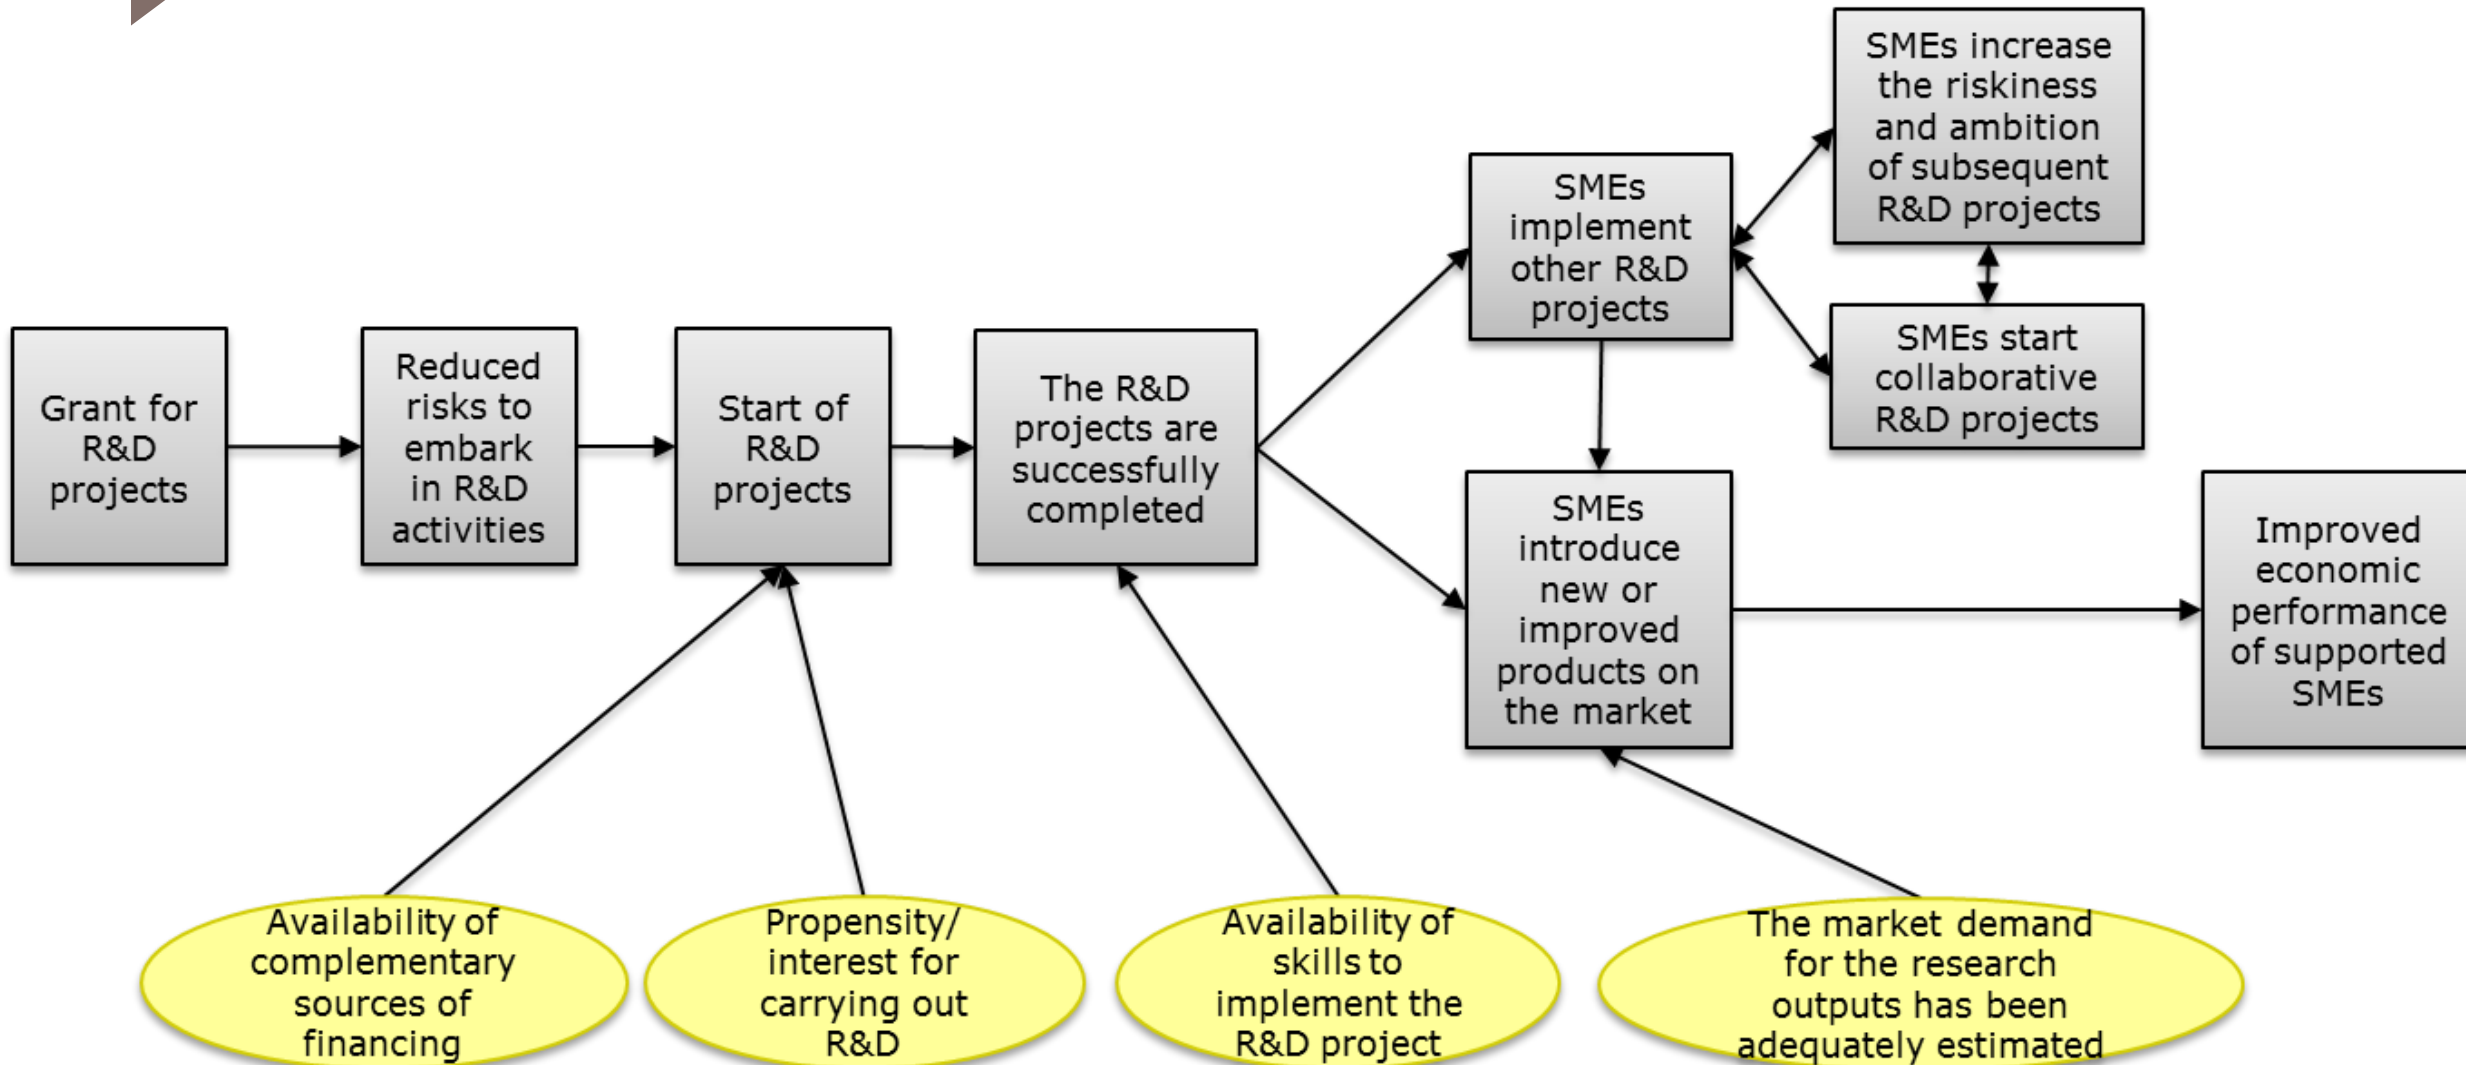 SMEs increase
the riskiness
and ambition
of subsequent
R&D projects
SMEs
implement
other R&D
projects
SMEs start
collaborative
R&D projects
Grant for
R&D
projects
Reduced
risks to
embark
in R&D
activities
Start of
R&D
projects
The R&D
projects are
successfully
completed
SMEs
introduce
new or
improved
products on
the market
Improved
economic
performance
of supported
SMEs
Availability of
complementary
sources of
financing
Propensity/
interest for
carrying out
R&D
Availability of
skills to
implement the
R&D project
The market demand
for the research
outputs has been
adequately estimated